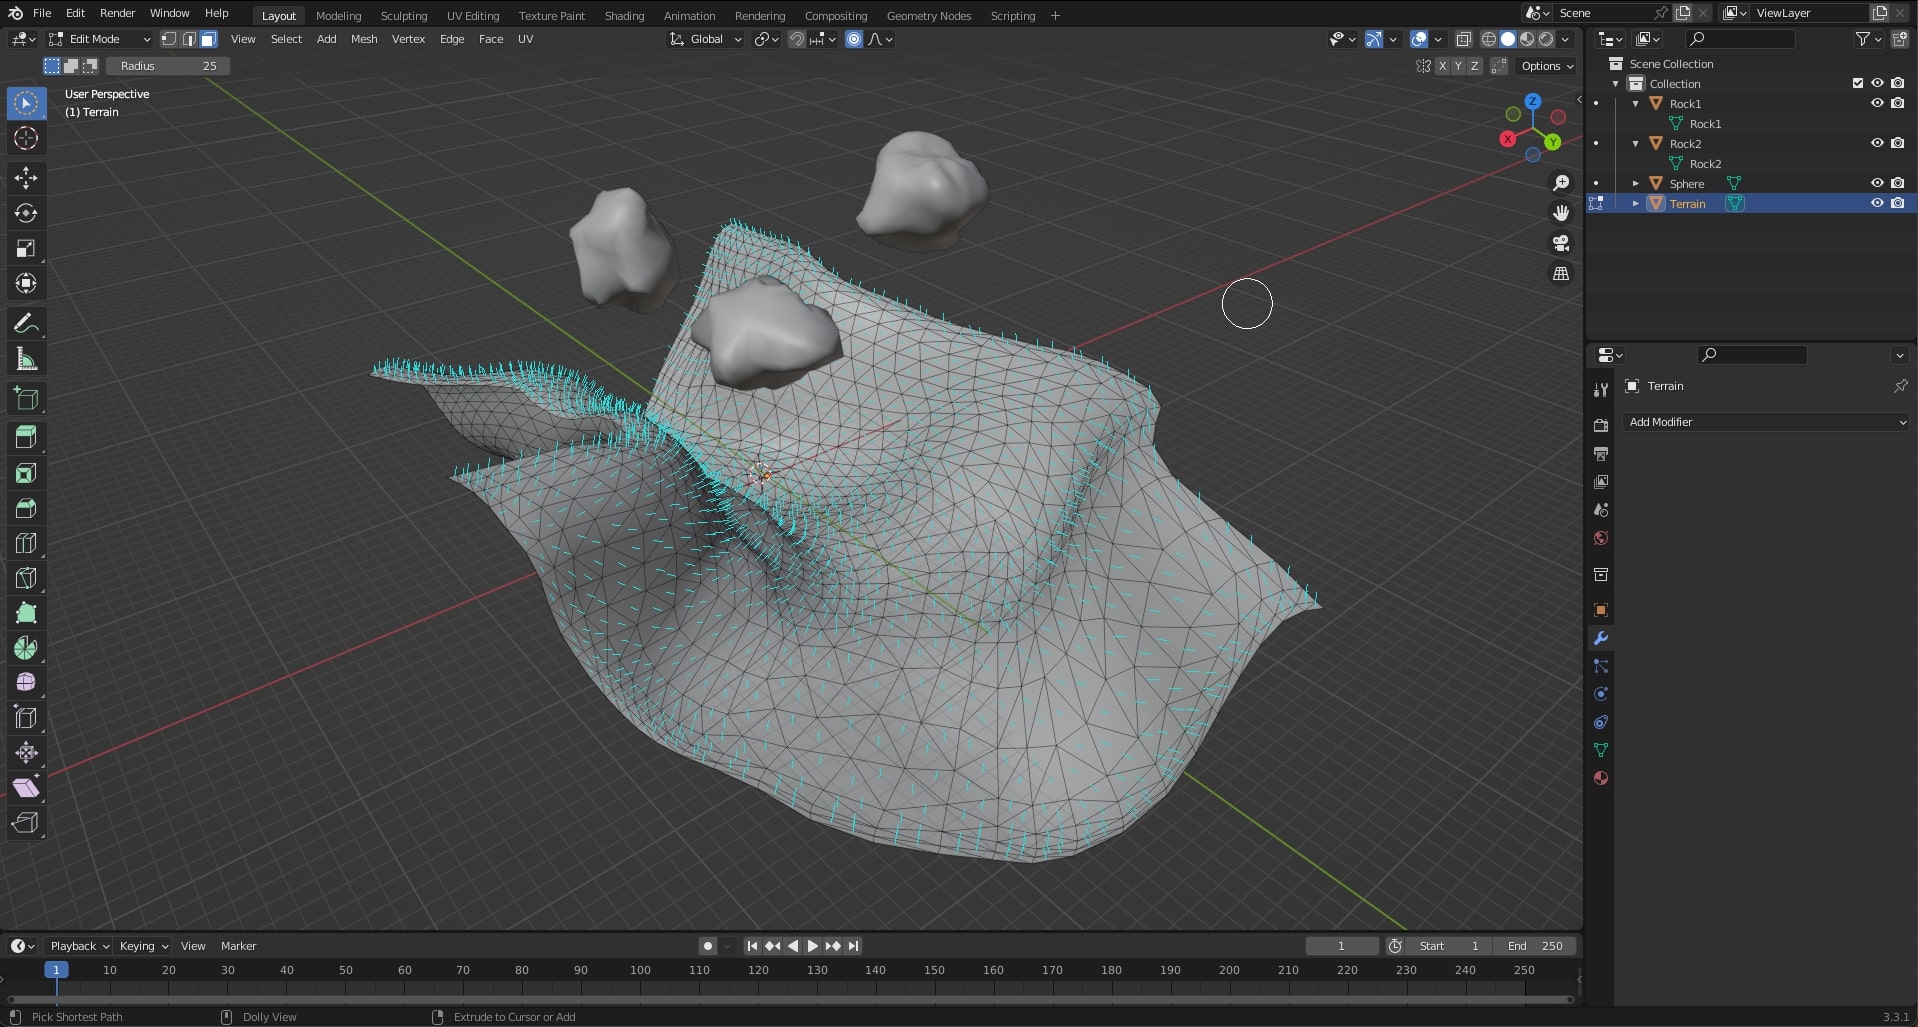 File Edit Render Window Help Layout Modeling Sculpting UV Editing Texture Paint Shading Animation Rendering Compositing Geometry Nodes Scripting + Scene ViewLayer
Edit Mode View Select Add Mesh Vertex Edge Face UV Global
Radius 25 X Y Z Options
User Perspective
(1) Terrain
Z
X
Y
Scene Collection
Collection
Rock1
Rock1
Rock2
Rock2
Sphere
Terrain
Terrain
Add Modifier
Playback Keying View Marker 1 Start 1 End 250
1 10 20 30 40 50 60 70 80 90 100 110 120 130 140 150 160 170 180 190 200 210 220 230 240 250
Pick Shortest Path Dolly View Extrude to Cursor or Add 3.3.1